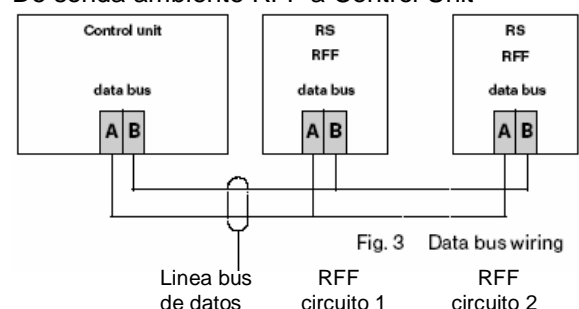 De sonda ambiente RFF a Control Unit
Control unit
data bus
A B
RS
RFF
data bus
A B
RS
RFF
data bus
A B
Fig. 3 Data bus wiring
Linea bus
de datos
RFF
circuito 1
RFF
circuito 2